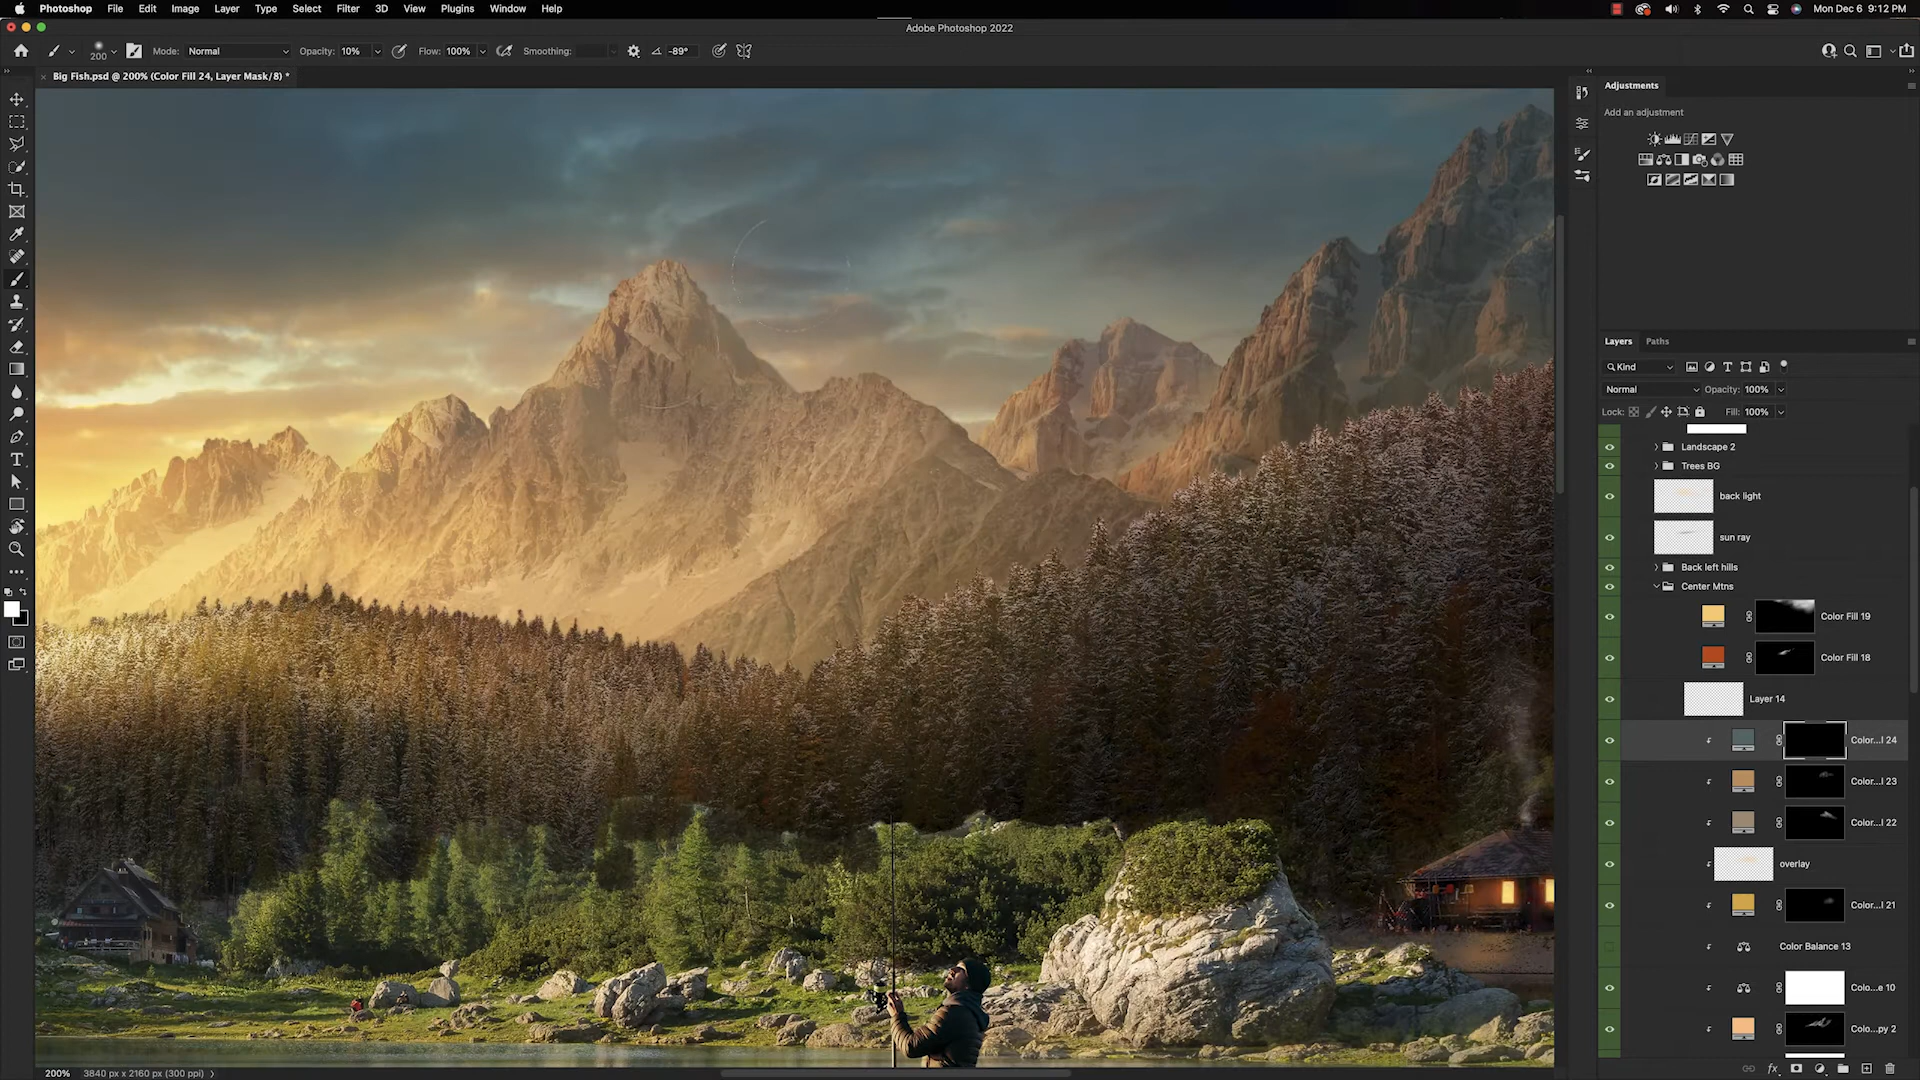 Photoshop File Edit Image Layer Type Select Filter 3D View Plugins Window Help Mon Dec 6 9:12 PM
Adobe Photoshop 2022
200 Mode: Normal Opacity: 10% Flow: 100% Smoothing: -89°
Big Fish.psd @ 200% (Color Fill 24, Layer Mask/8) *
Adjustments
Add an adjustment
Layers Paths
Kind
Normal Opacity: 100%
Lock: Fill: 100%
Landscape 2
Trees BG
back light
sun ray
Back left hills
Center Mtns
Color Fill 19
Color Fill 18
Layer 14
Color...l 24
Color...l 23
Color...l 22
overlay
Color...l 21
Color Balance 13
Colo...e 10
Colo...py 2
200% 3840 px x 2160 px (300 ppi)